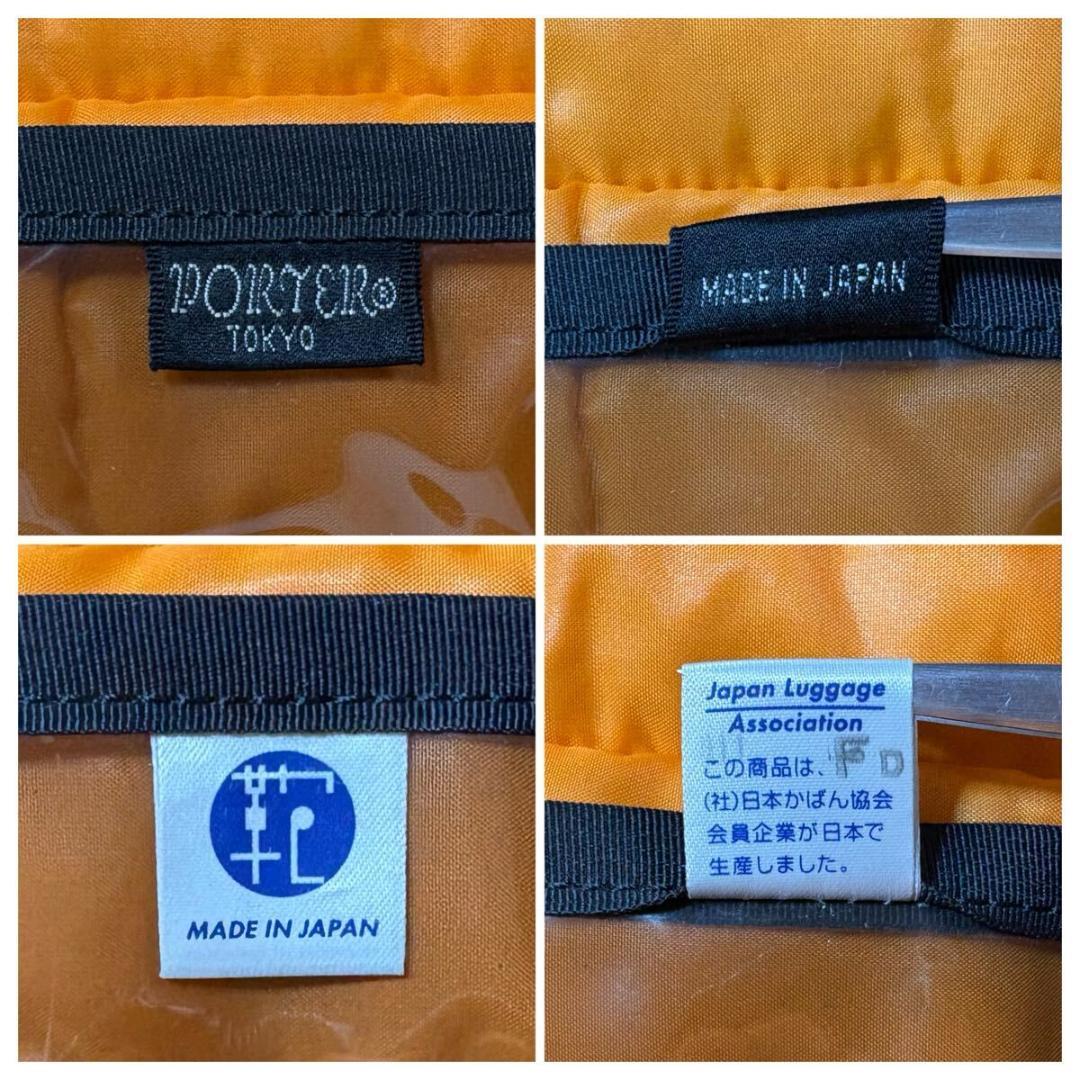 PORTER®
TOKYO
MADE IN JAPAN
鞄
MADE IN JAPAN
Japan Luggage
Association
この商品は、FD
(社)日本かばん協会
会員企業が日本で
生産しました。